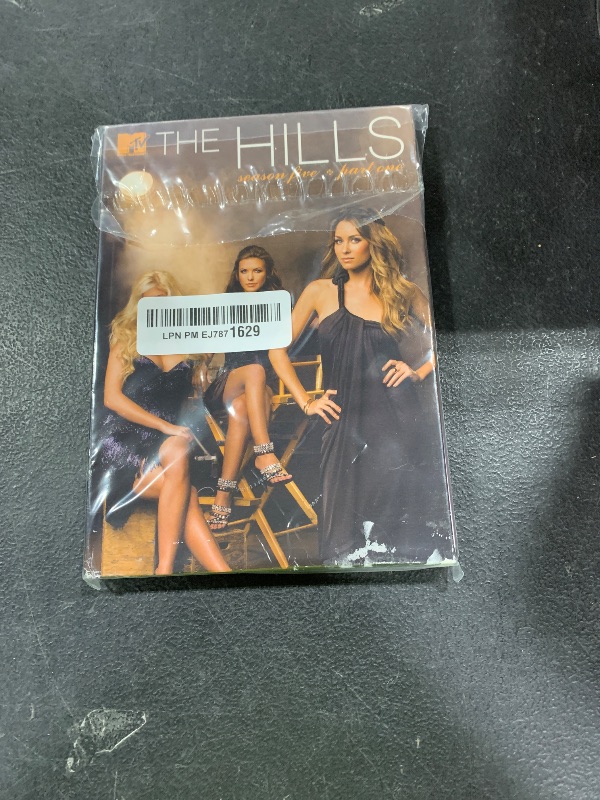 MTV
THE HILLS
season five • part one
LPN PM EJ7871629